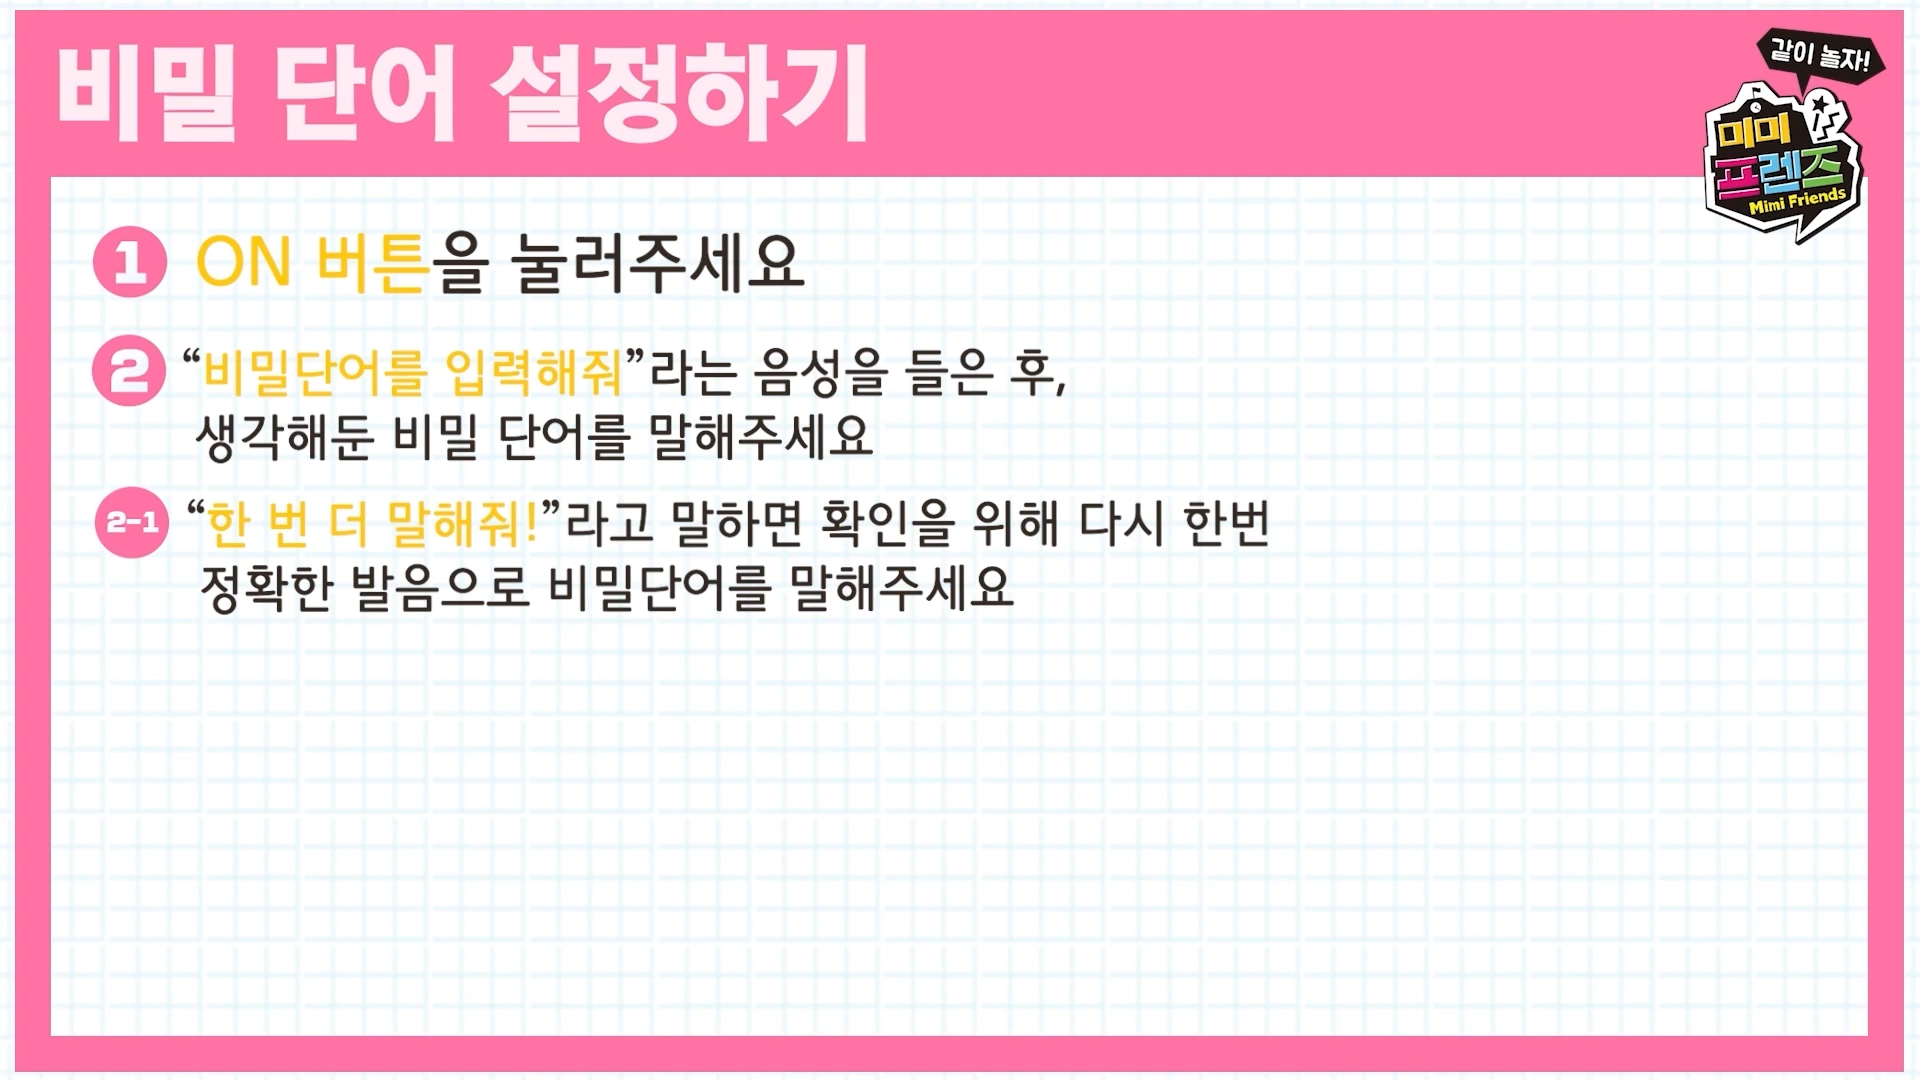 비밀 단어 설정하기
같이 놀자!
미미
프렌즈
Mimi Friends
1 ON 버튼을 눌러주세요
2 “비밀단어를 입력해줘”라는 음성을 들은 후,
생각해둔 비밀 단어를 말해주세요
2-1 “한 번 더 말해줘!”라고 말하면 확인을 위해 다시 한번
정확한 발음으로 비밀단어를 말해주세요